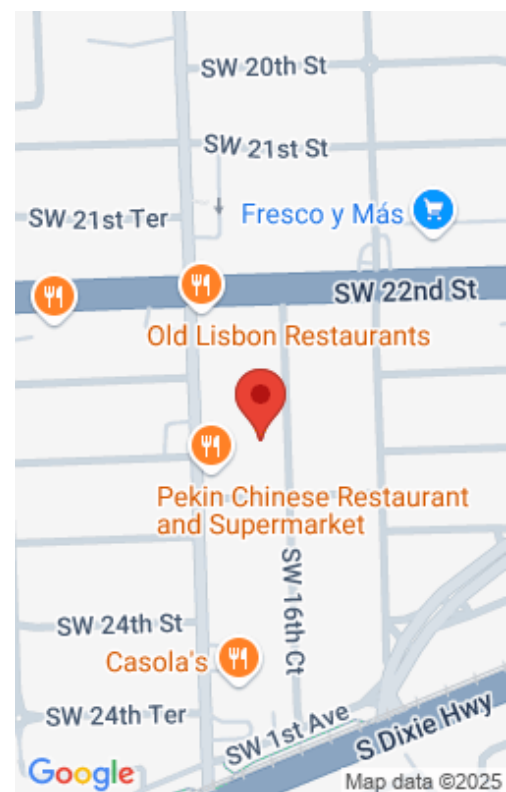 SW 20th St
SW 21st St
SW 21st Ter
Fresco y Más
SW 22nd St
Old Lisbon Restaurants
Pekin Chinese Restaurant
and Supermarket
SW 16th Ct
SW 24th St
Casola's
SW 24th Ter
SW 1st Ave
S Dixie Hwy
Google
Map data ©2025